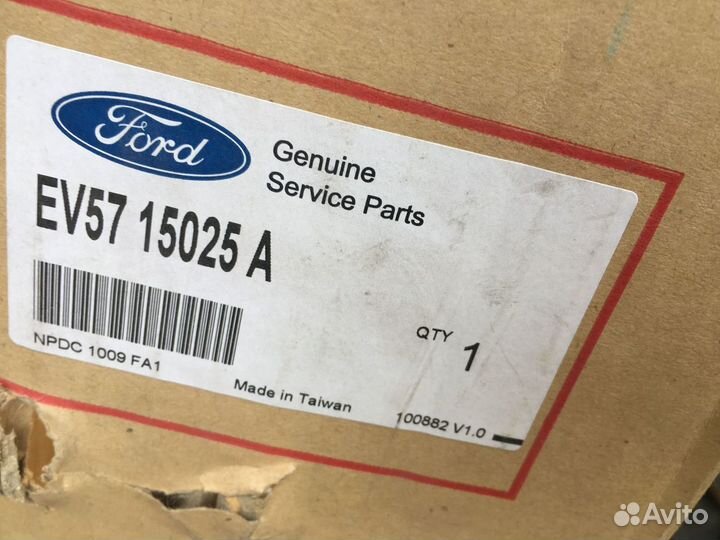 Ford
Genuine
Service Parts
EV57 15025 A
QTY 1
NPDC 1009 FA1
Made in Taiwan
100882 V1.0
Avito